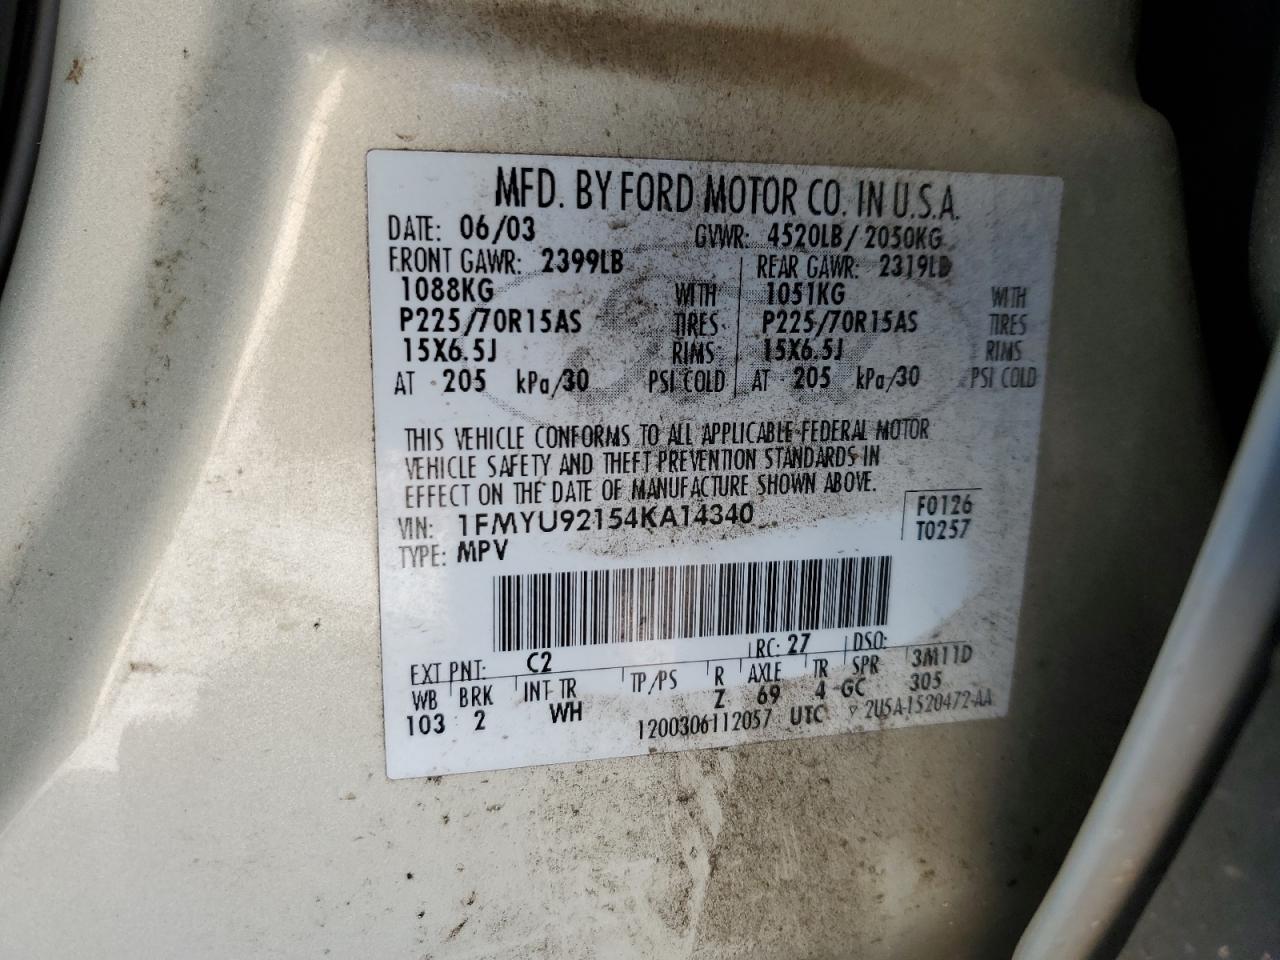 MFD. BY FORD MOTOR CO. IN U.S.A.
DATE: 06/03 GVWR: 4520LB/2050KG
FRONT GAWR: 2399LB REAR GAWR: 2319LB
1088KG WITH 1051KG WITH
P225/70R15AS TIRES P225/70R15AS TIRES
15X6.5J RIMS 15X6.5J RIMS
AT 205 kPa/30 PSI COLD AT 205 kPa/30 PSI COLD
THIS VEHICLE CONFORMS TO ALL APPLICABLE FEDERAL MOTOR
VEHICLE SAFETY AND THEFT PREVENTION STANDARDS IN
EFFECT ON THE DATE OF MANUFACTURE SHOWN ABOVE.
VIN: 1FMYU92154KA14340 F0126
TYPE: MPV T0257
EXT PNT: C2 RC: 27 DSO:
WB BRK INT TR TP/PS R AXLE TR SPR 3M11D
103 2 WH Z 69 4 GC 305
1200306112057 UTC 2U5A-1520472-AA